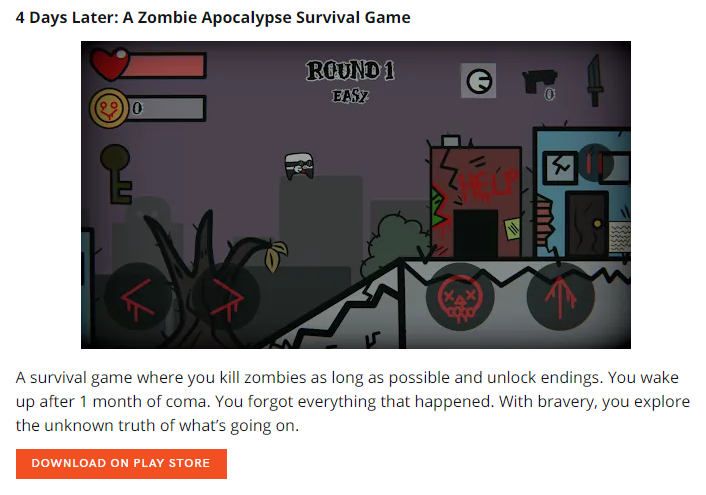 4 Days Later: A Zombie Apocalypse Survival Game
ROUND 1
EASY
0
0
HELP
A survival game where you kill zombies as long as possible and unlock endings. You wake
up after 1 month of coma. You forgot everything that happened. With bravery, you explore
the unknown truth of what’s going on.
DOWNLOAD ON PLAY STORE